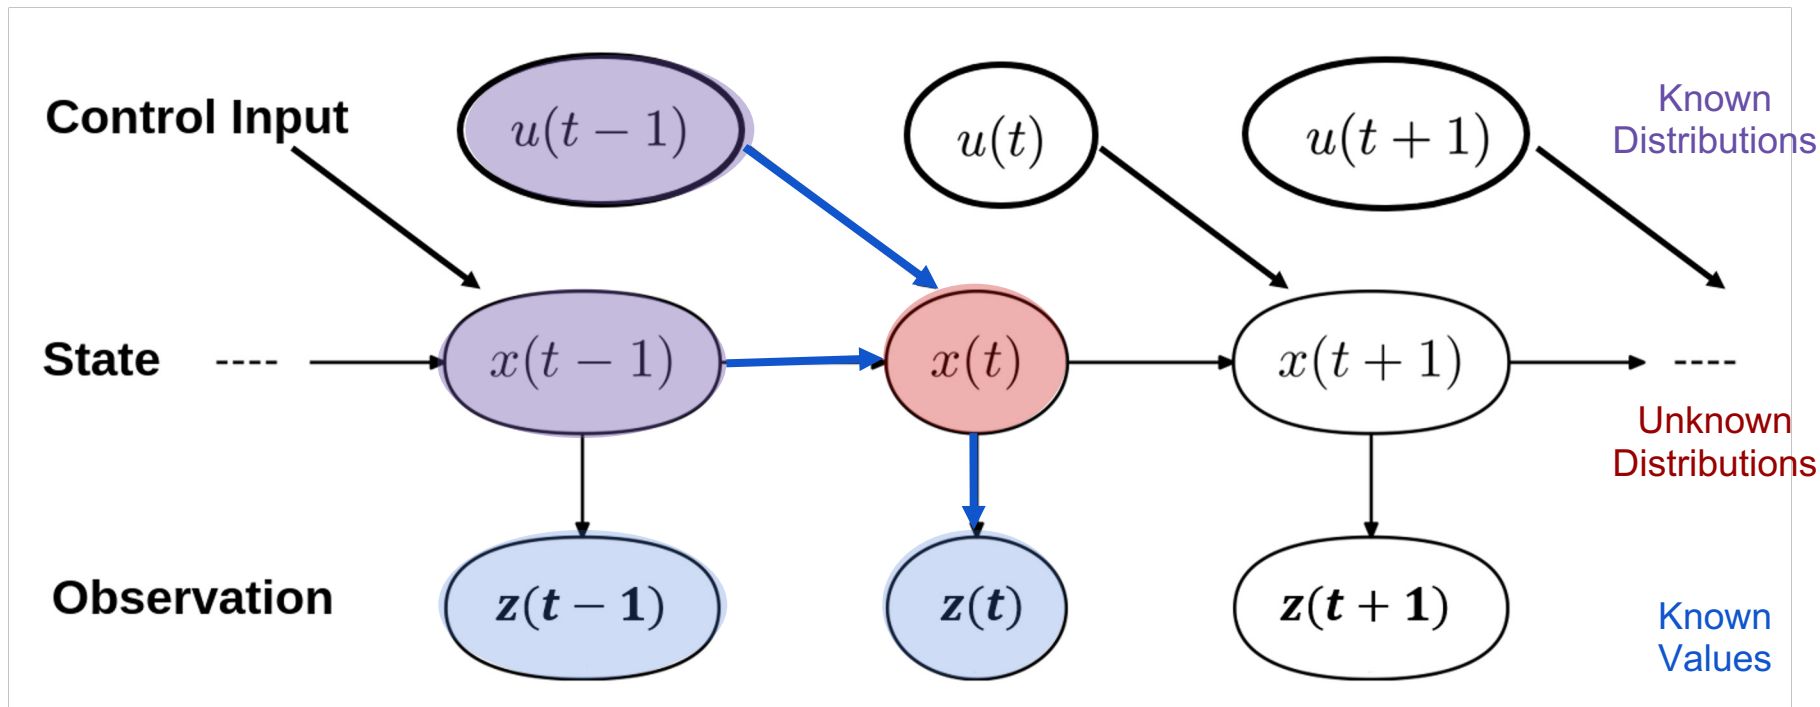 Control Input
u(t − 1)
u(t)
u(t + 1)
Known
Distributions
State
----
x(t − 1)
x(t)
x(t + 1)
----
Unknown
Distributions
Observation
z(t − 1)
z(t)
z(t + 1)
Known
Values